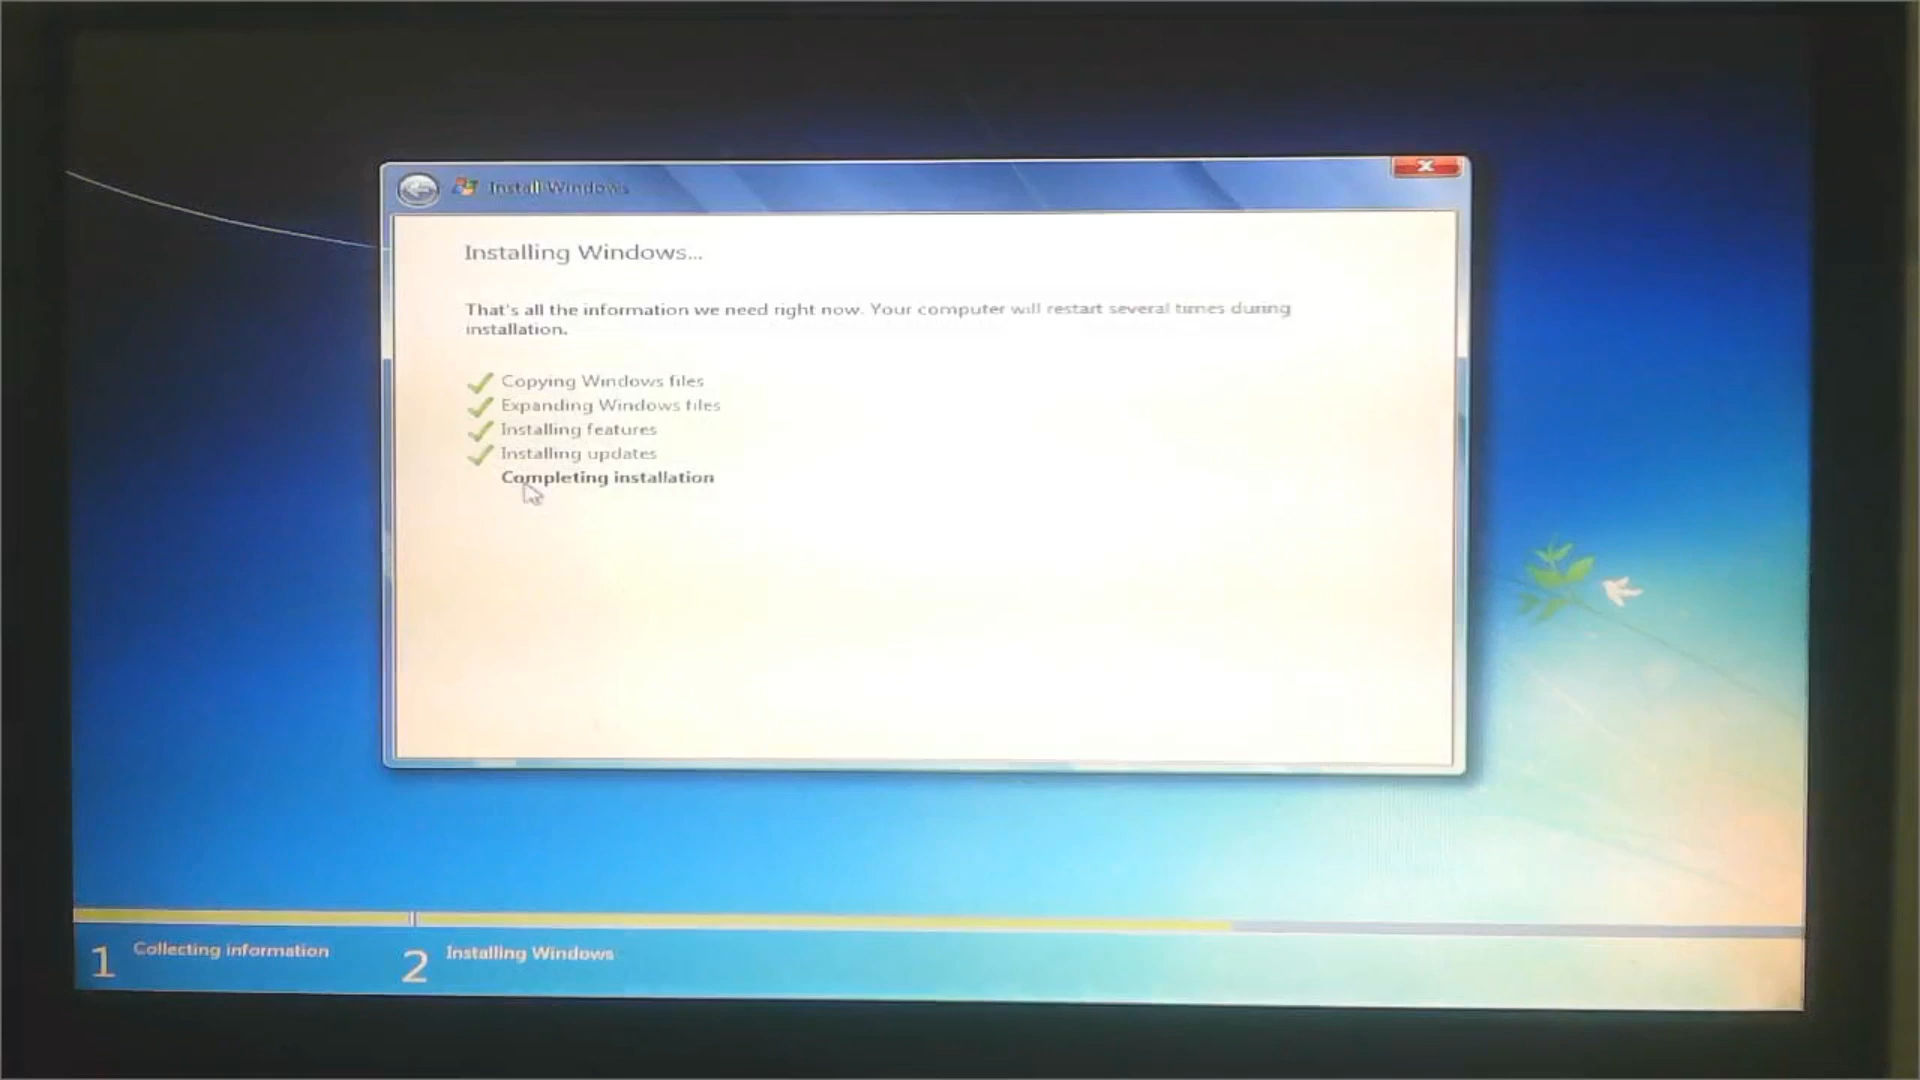 Install Windows
Installing Windows...
That's all the information we need right now. Your computer will restart several times during
installation.
Copying Windows files
Expanding Windows files
Installing features
Installing updates
Completing installation
1 Collecting information
2 Installing Windows